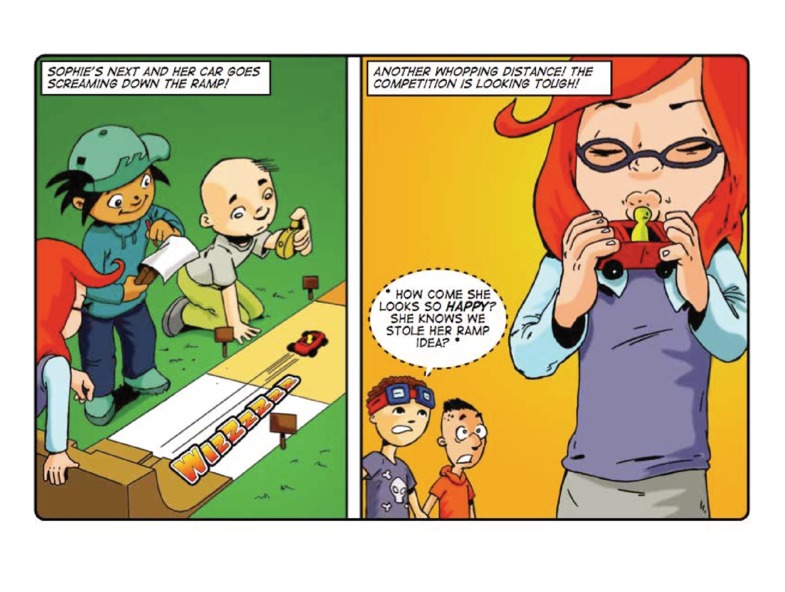 SOPHIE'S NEXT AND HER CAR GOES
SCREAMING DOWN THE RAMP!
WIZZZZZZ
ANOTHER WHOPPING DISTANCE! THE
COMPETITION IS LOOKING TOUGH!
* HOW COME SHE
LOOKS SO HAPPY?
SHE KNOWS WE
STOLE HER RAMP
IDEA? *